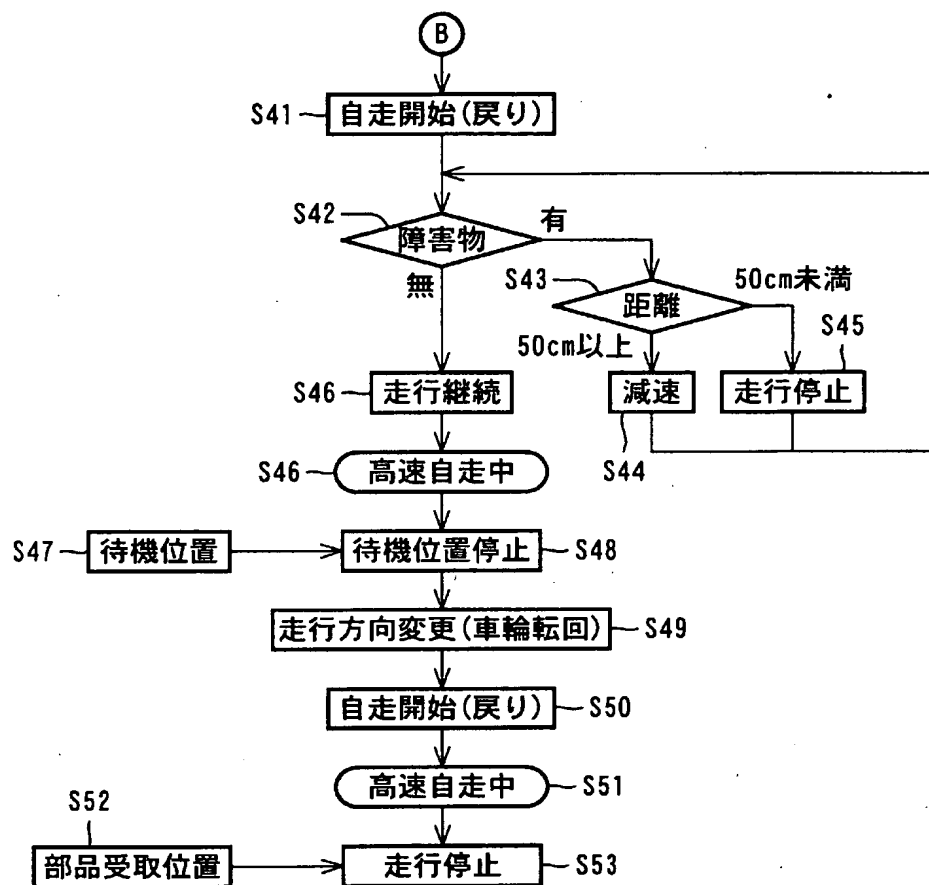 B
S41 自走開始(戻り)
S42 障害物 有
無
S43 距離 50cm未満
50cm以上
S45
S46 走行継続 減速 走行停止
S44
S46 高速自走中
S47 待機位置 待機位置停止 S48
走行方向変更(車輪転回) S49
自走開始(戻り) S50
高速自走中 S51
S52
部品受取位置 走行停止 S53